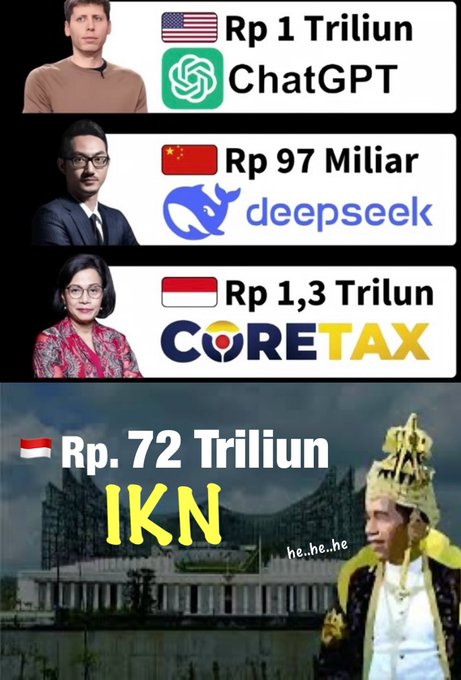 Rp 1 Triliun
ChatGPT
Rp 97 Miliar
deepseek
Rp 1,3 Trilun
CORETAX
Rp. 72 Triliun
IKN
he..he..he